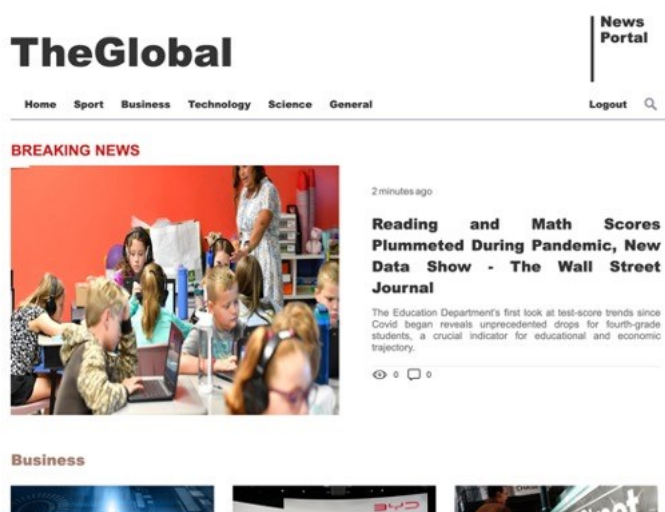 TheGlobal
News
Portal
Home Sport Business Technology Science General
Logout
BREAKING NEWS
2 minutes ago
Reading and Math Scores
Plummeted During Pandemic, New
Data Show - The Wall Street
Journal
The Education Department's first look at test-score trends since
Covid began reveals unprecedented drops for fourth-grade
students, a crucial indicator for educational and economic
trajectory.
0 0
Business
BYD